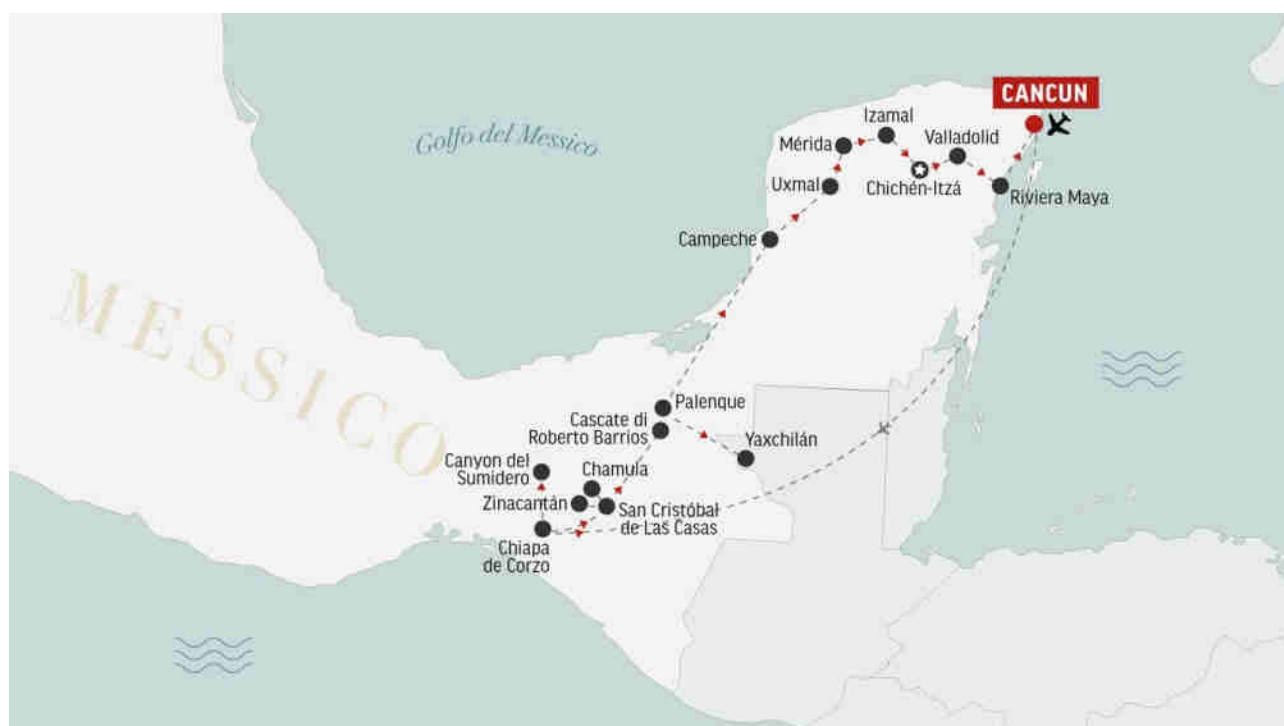 CANCUN
Izamal
Golfo del Messico
Mérida
Valladolid
Uxmal
Chichén-Itzá
Riviera Maya
Campeche
MESSICO
Palenque
Cascate di
Roberto Barrios
Yaxchilán
Canyon del
Sumidero
Chamula
Zinacantán
San Cristóbal
de Las Casas
Chiapa
de Corzo